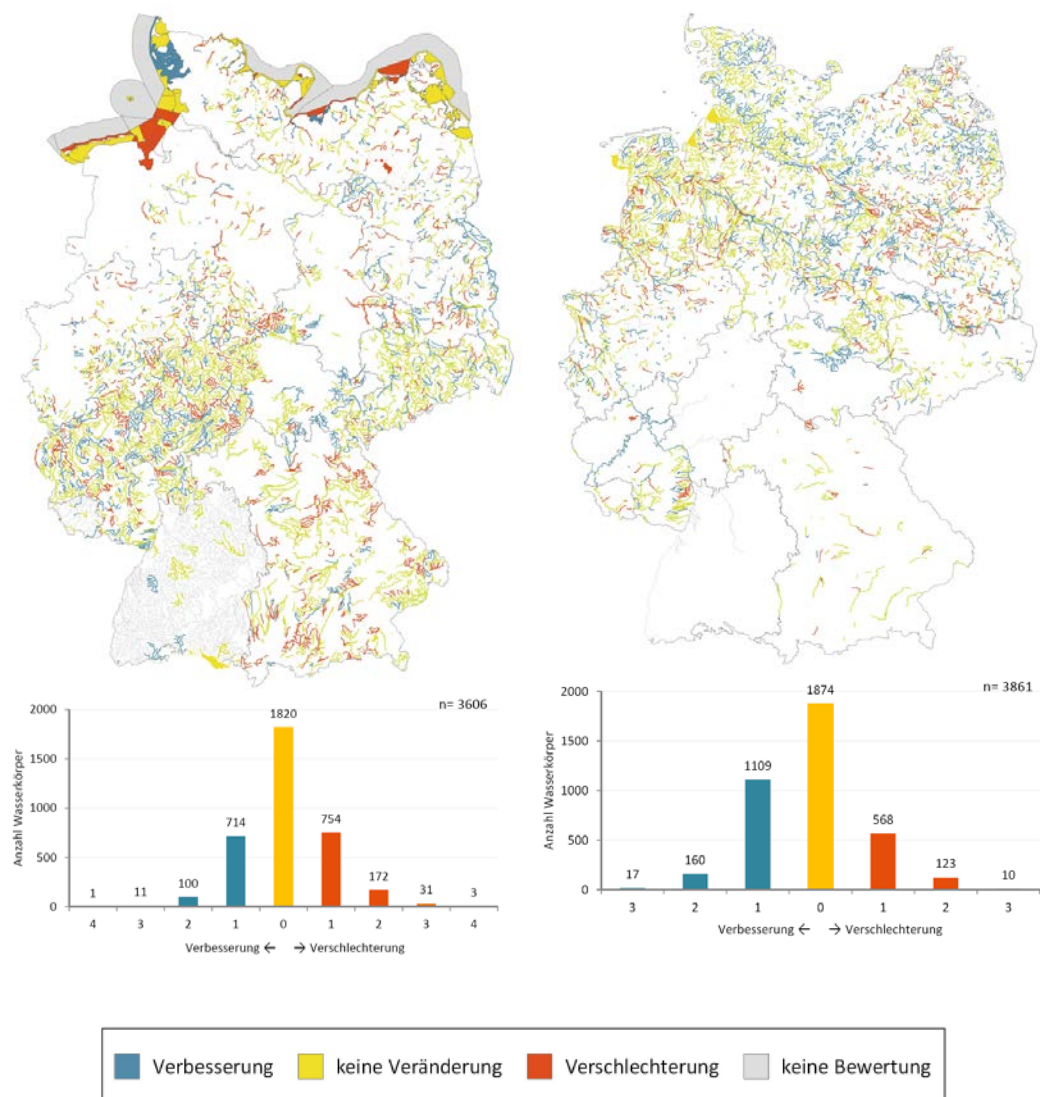 n= 3606
2000
1500
1000
500
0
Anzahl Wasserkörper
1 11 100 714 1820 754 172 31 3
4 3 2 1 0 1 2 3 4
Verbesserung ← → Verschlechterung
n= 3861
2000
1500
1000
500
0
Anzahl Wasserkörper
17 160 1109 1874 568 123 10
3 2 1 0 1 2 3
Verbesserung ← → Verschlechterung
Verbesserung keine Veränderung Verschlechterung keine Bewertung